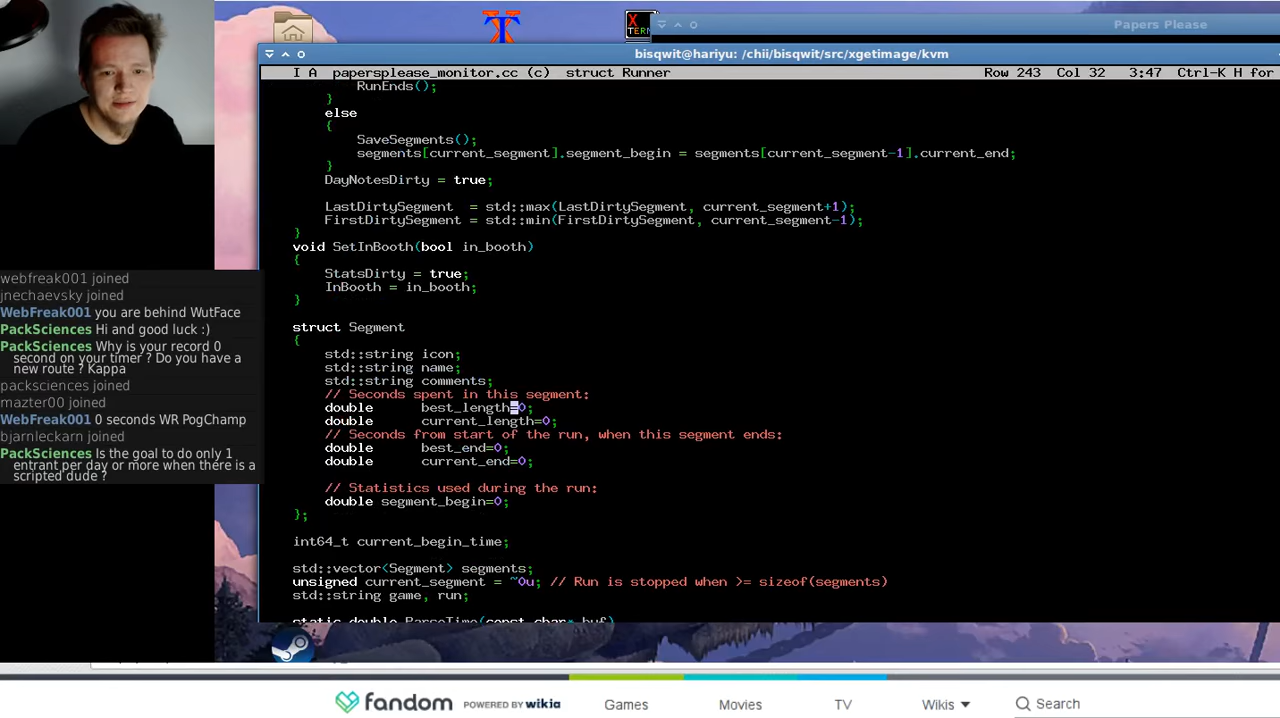 Papers Please
bisqwit@hariyu: /chii/bisqwit/src/xgetimage/kvm
I A papersplease_monitor.cc (c) struct Runner Row 243 Col 32 3:47 Ctrl-K H for
RunEnds();
}
else
{
SaveSegments();
segments[current_segment].segment_begin = segments[current_segment-1].current_end;
}
DayNotesDirty = true;
LastDirtySegment = std::max(LastDirtySegment, current_segment+1);
FirstDirtySegment = std::min(FirstDirtySegment, current_segment-1);
}
void SetInBooth(bool in_booth)
{
StatsDirty = true;
InBooth = in_booth;
}
struct Segment
{
std::string icon;
std::string name;
std::string comments;
// Seconds spent in this segment:
double best_length=0;
double current_length=0;
// Seconds from start of the run, when this segment ends:
double best_end=0;
double current_end=0;
// Statistics used during the run:
double segment_begin=0;
};
int64_t current_begin_time;
std::vector<Segment> segments;
unsigned current_segment = ~0u; // Run is stopped when >= sizeof(segments)
std::string game, run;
static double ParseTime(const char* buf)
webfreak001 joined
jnechaevsky joined
WebFreak001 you are behind WutFace
PackSciences Hi and good luck :)
PackSciences Why is your record 0
second on your timer ? Do you have a
new route ? Kappa
packsciences joined
mazter00 joined
WebFreak001 0 seconds WR PogChamp
bjarnleckarn joined
PackSciences Is the goal to do only 1
entrant per day or more when there is a
scripted dude ?
fandom POWERED BY wikia Games Movies TV Wikis Search